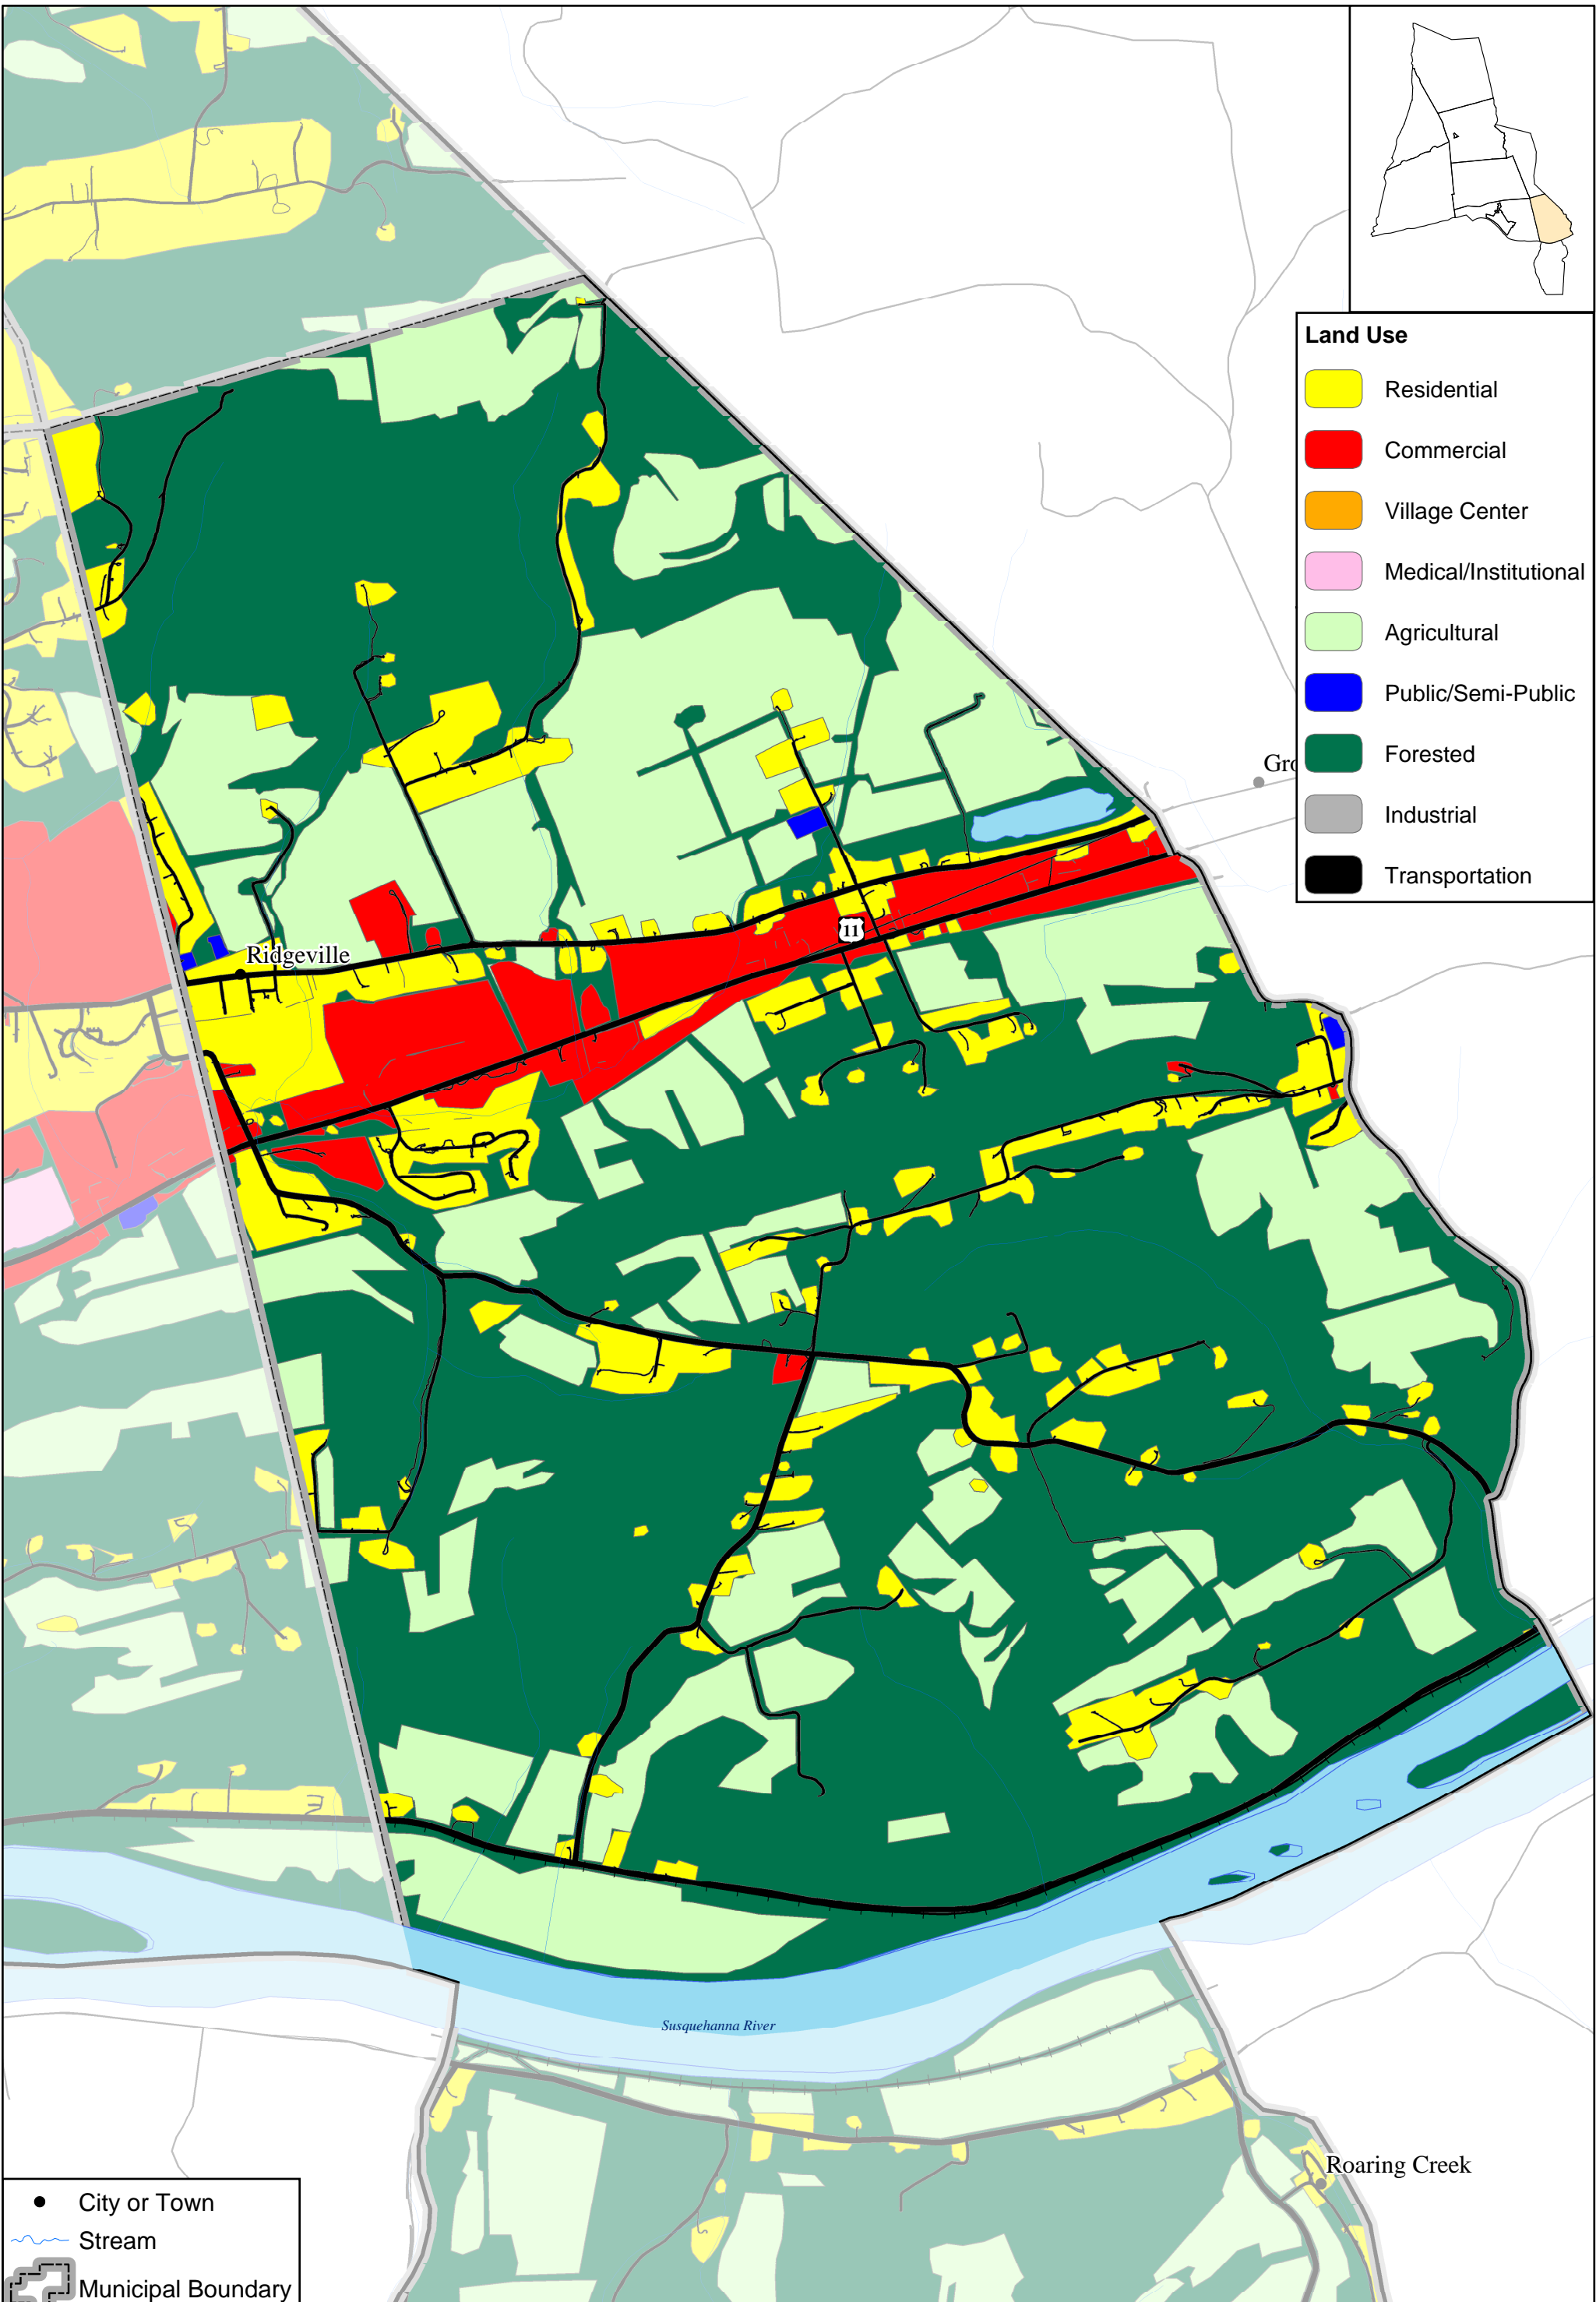 Land Use
Residential
Commercial
Village Center
Medical/Institutional
Agricultural
Public/Semi-Public
Forested
Industrial
Transportation
Gro
11
Ridgeville
Susquehanna River
Roaring Creek
City or Town
Stream
Municipal Boundary